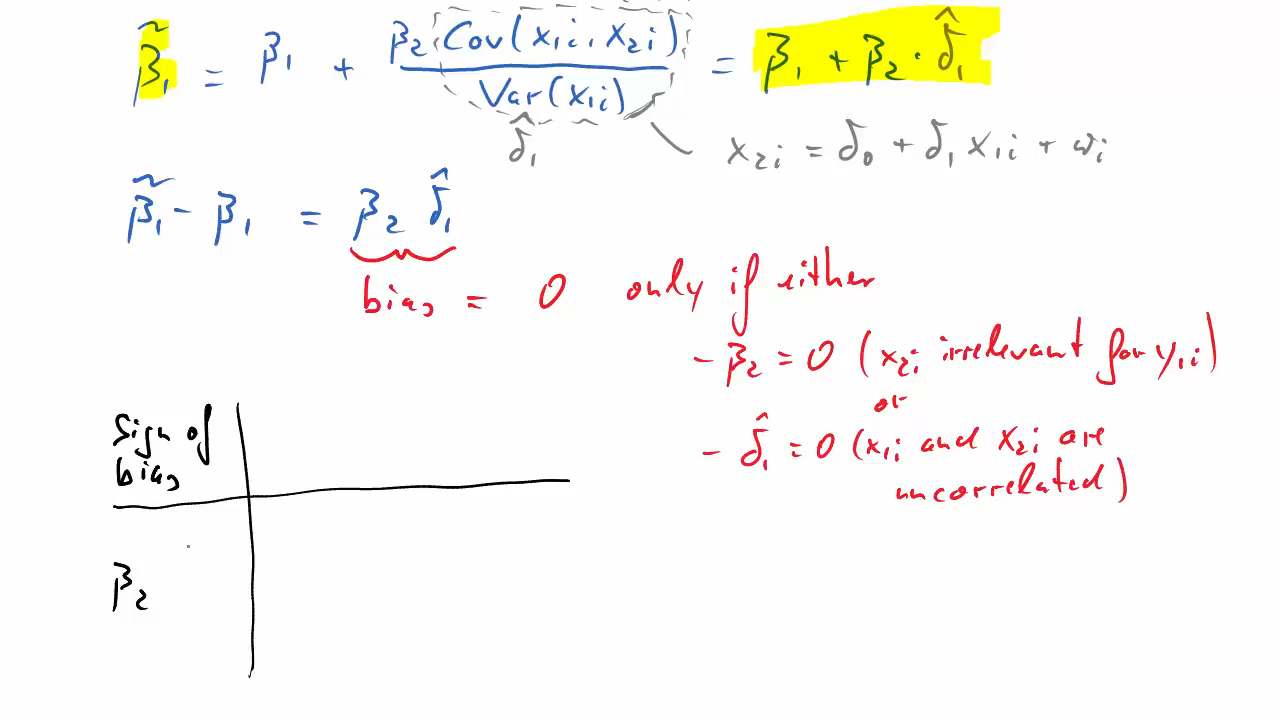 β̃₁ = β₁ + β₂ Cov(x₁ᵢ, x₂ᵢ) / Var(x₁ᵢ) = β₁ + β₂ · δ̂₁
δ̂₁
x₂ᵢ = δ₀ + δ₁ x₁ᵢ + ωᵢ
β̃₁ - β₁ = β₂ δ̂₁
bias = 0 only if either
- β₂ = 0 (x₂ᵢ irrelevant for y₁ᵢ)
or
- δ̂₁ = 0 (x₁ᵢ and x₂ᵢ are
uncorrelated)
Sign of
bias
β₂